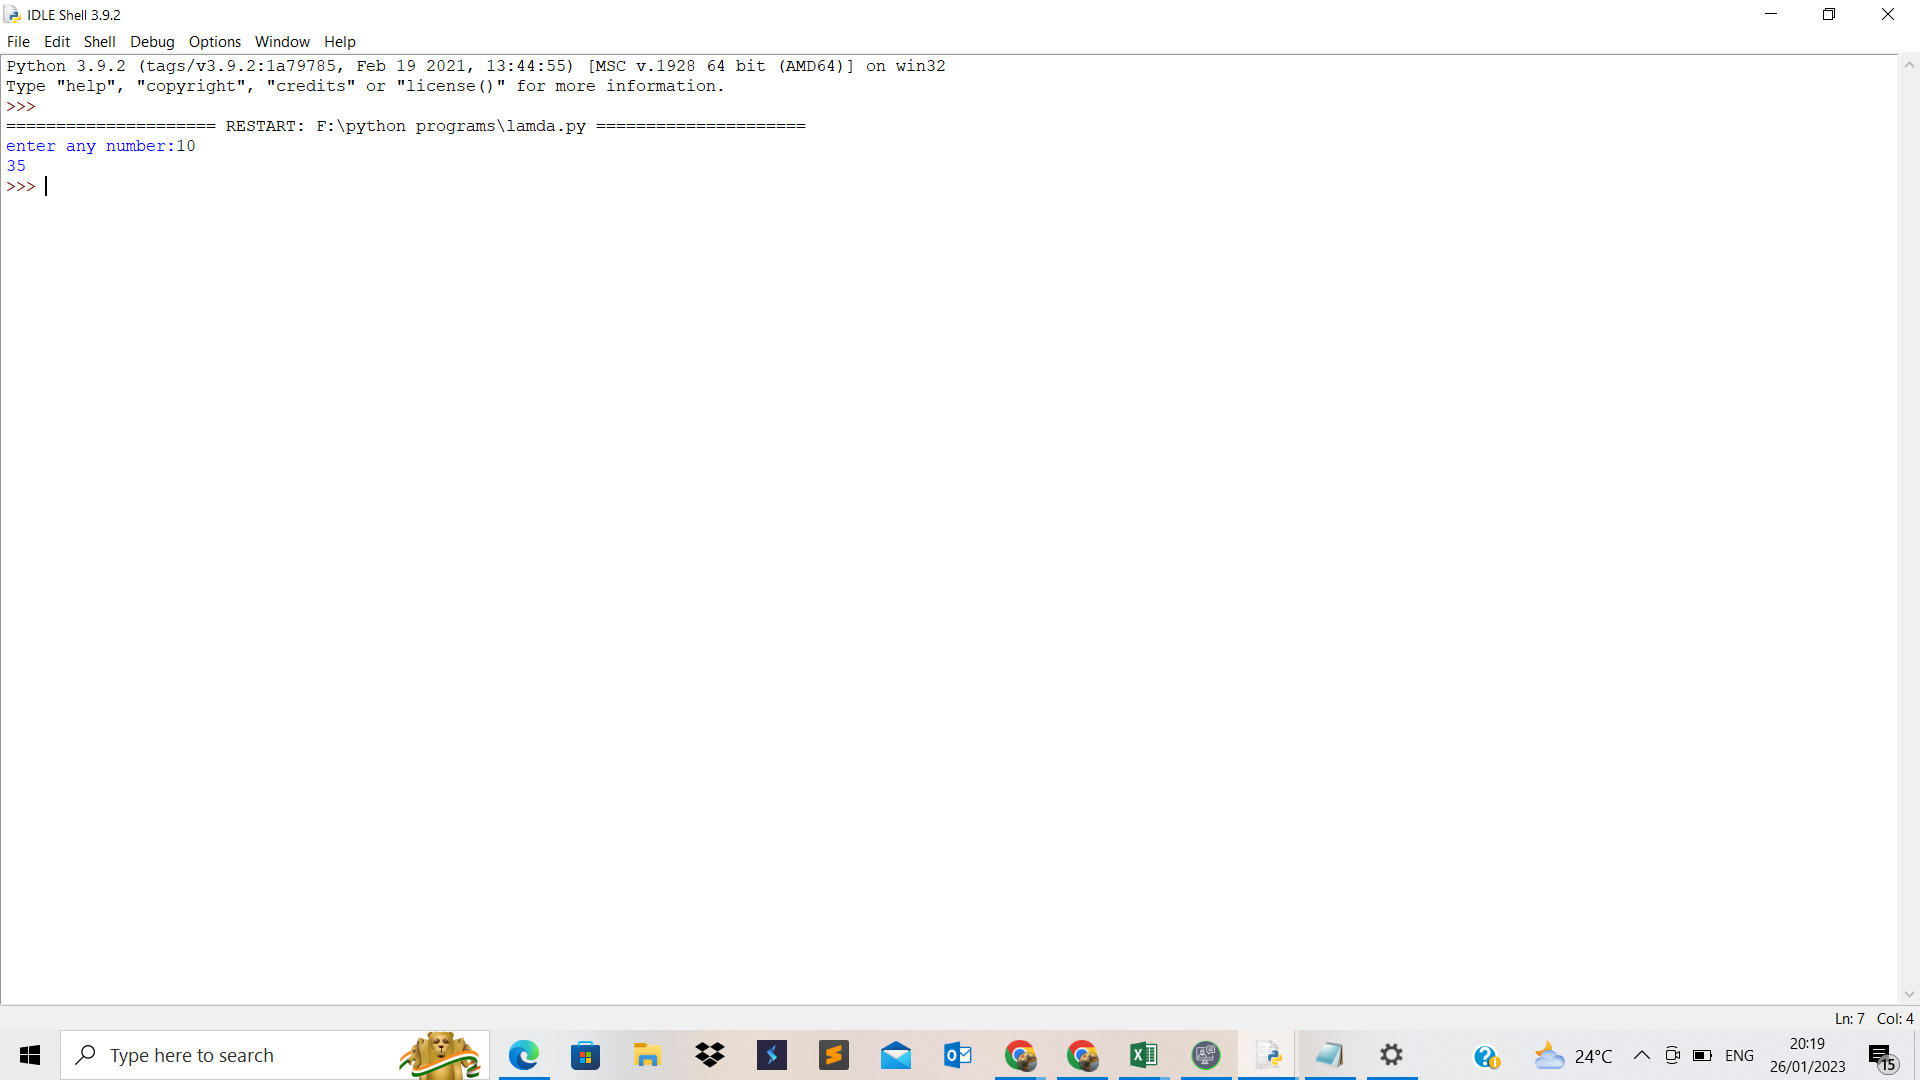 IDLE Shell 3.9.2
File Edit Shell Debug Options Window Help
Python 3.9.2 (tags/v3.9.2:1a79785, Feb 19 2021, 13:44:55) [MSC v.1928 64 bit (AMD64)] on win32
Type "help", "copyright", "credits" or "license()" for more information.
>>>
===================== RESTART: F:\python programs\lamda.py =====================
enter any number:10
35
>>>
Ln: 7 Col: 4
Type here to search
24°C ENG
20:19
26/01/2023
15